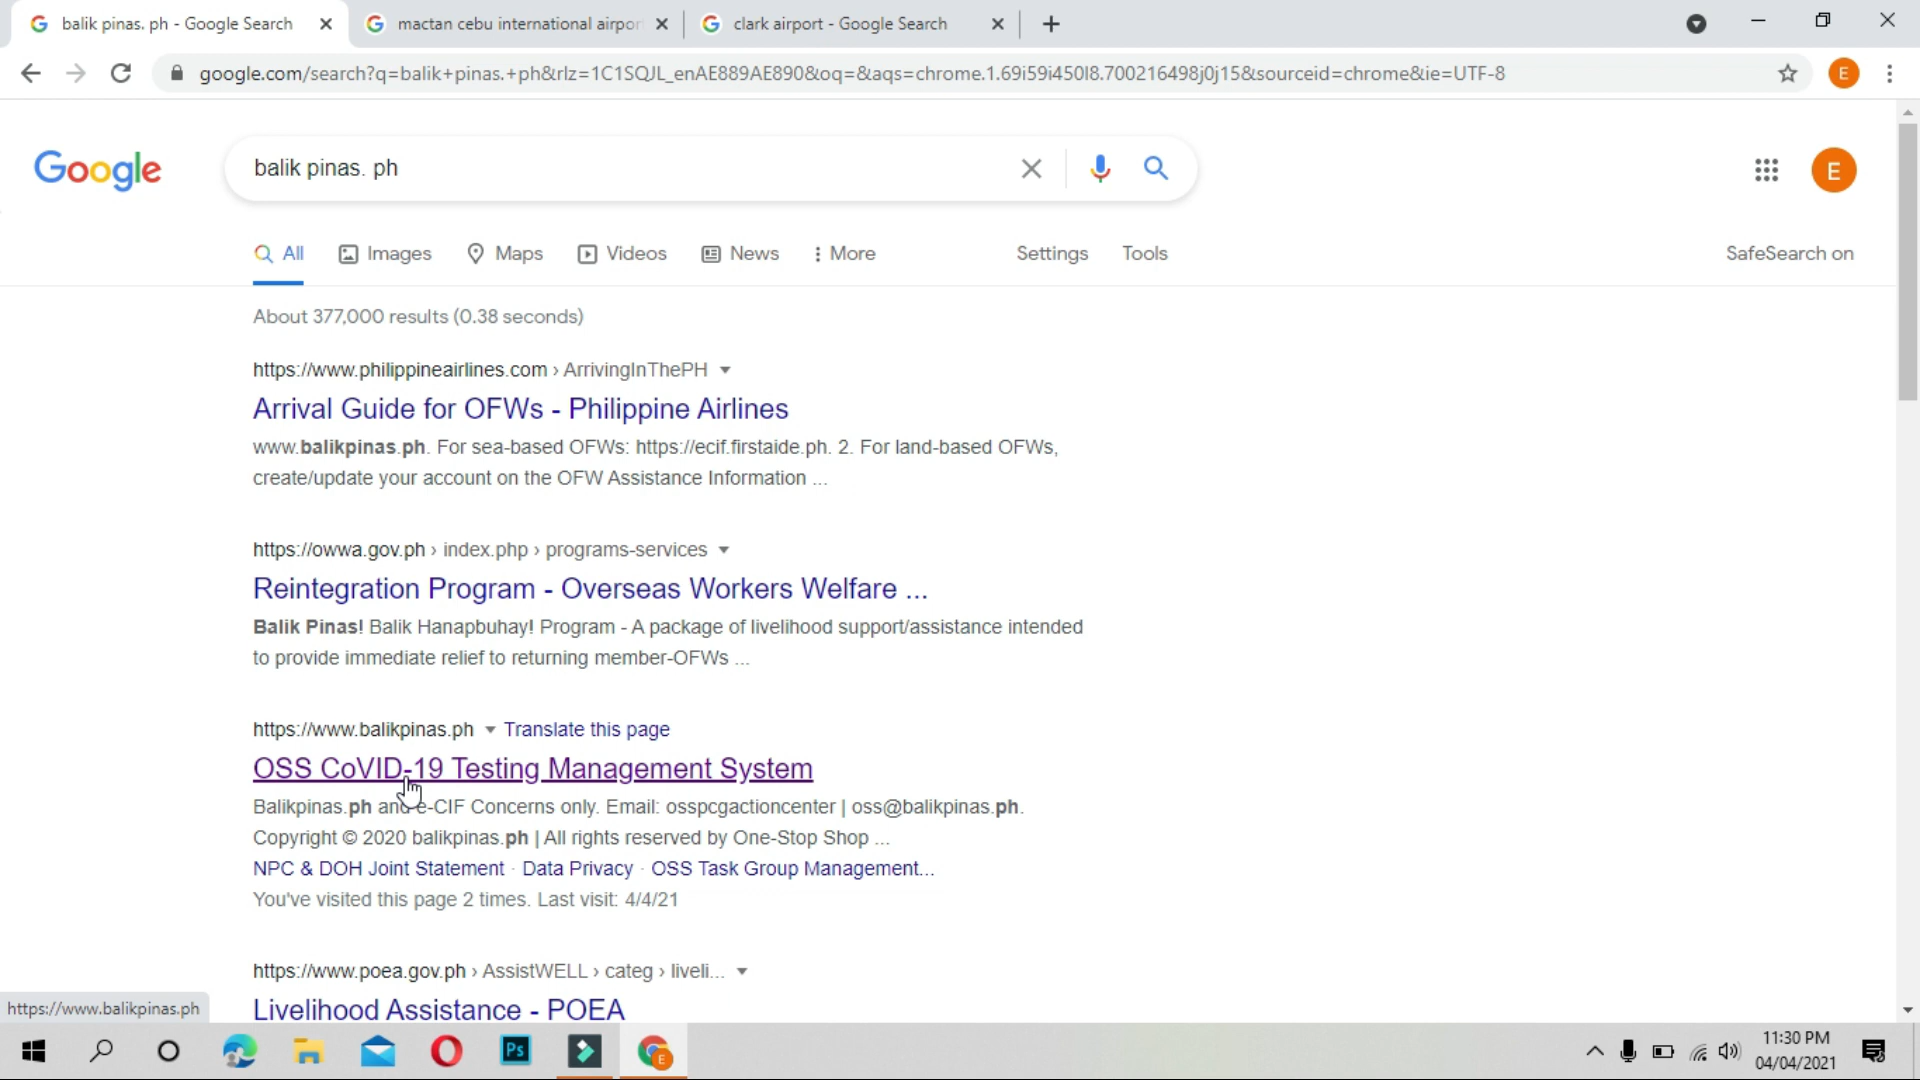 balik pinas. ph - Google Search
mactan cebu international airpor
clark airport - Google Search
google.com/search?q=balik+pinas.+ph&rlz=1C1SQJL_enAE889AE890&oq=&aqs=chrome.1.69i59i450l8.700216498j0j15&sourceid=chrome&ie=UTF-8
E
Google
balik pinas. ph
E
All
Images
Maps
Videos
News
More
Settings
Tools
SafeSearch on
About 377,000 results (0.38 seconds)
https://www.philippineairlines.com › ArrivingInThePH
Arrival Guide for OFWs - Philippine Airlines
www.balikpinas.ph. For sea-based OFWs: https://ecif.firstaide.ph. 2. For land-based OFWs,
create/update your account on the OFW Assistance Information ...
https://owwa.gov.ph › index.php › programs-services
Reintegration Program - Overseas Workers Welfare ...
Balik Pinas! Balik Hanapbuhay! Program - A package of livelihood support/assistance intended
to provide immediate relief to returning member-OFWs ...
https://www.balikpinas.ph Translate this page
OSS CoVID-19 Testing Management System
Balikpinas.ph and e-CIF Concerns only. Email: osspcgactioncenter | oss@balikpinas.ph.
Copyright © 2020 balikpinas.ph | All rights reserved by One-Stop Shop ...
NPC & DOH Joint Statement · Data Privacy · OSS Task Group Management...
You've visited this page 2 times. Last visit: 4/4/21
https://www.poea.gov.ph › AssistWELL › categ › liveli...
Livelihood Assistance - POEA
https://www.balikpinas.ph
Ps
E
11:30 PM
04/04/2021